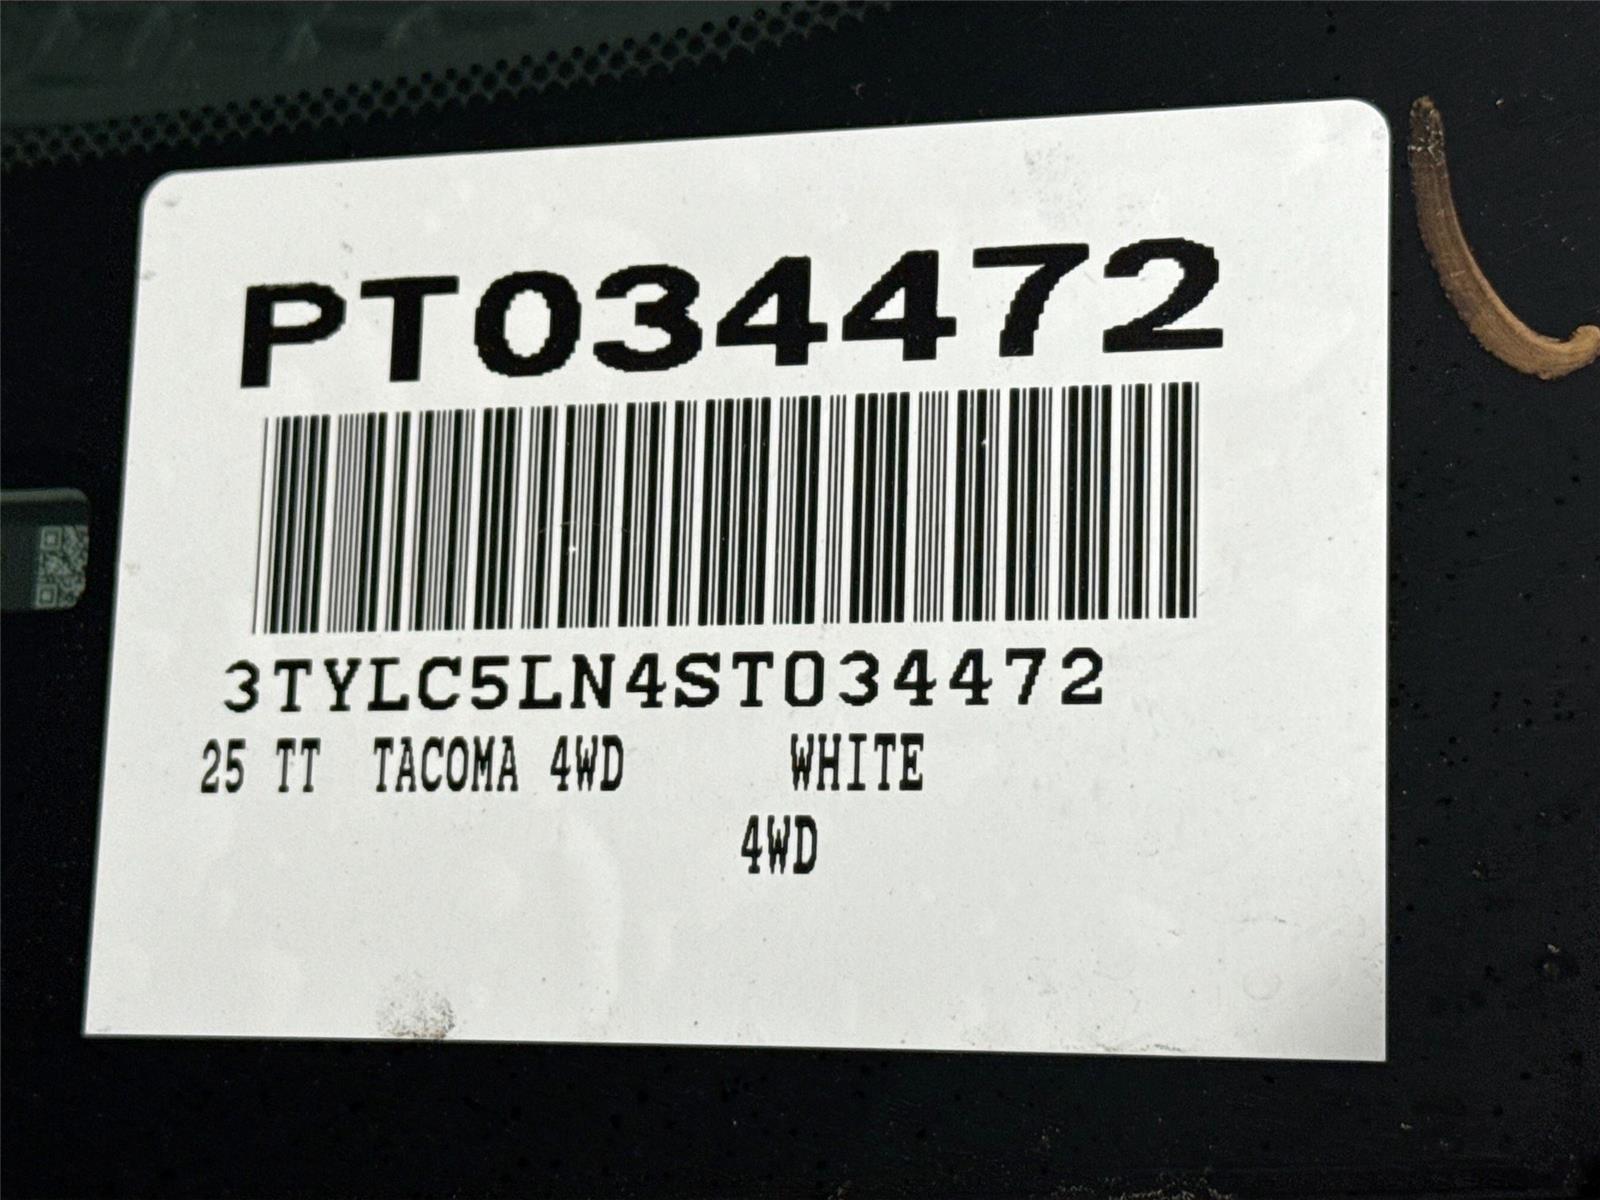 PT034472
3TYLC5LN4ST034472
25 TT TACOMA 4WD WHITE
4WD